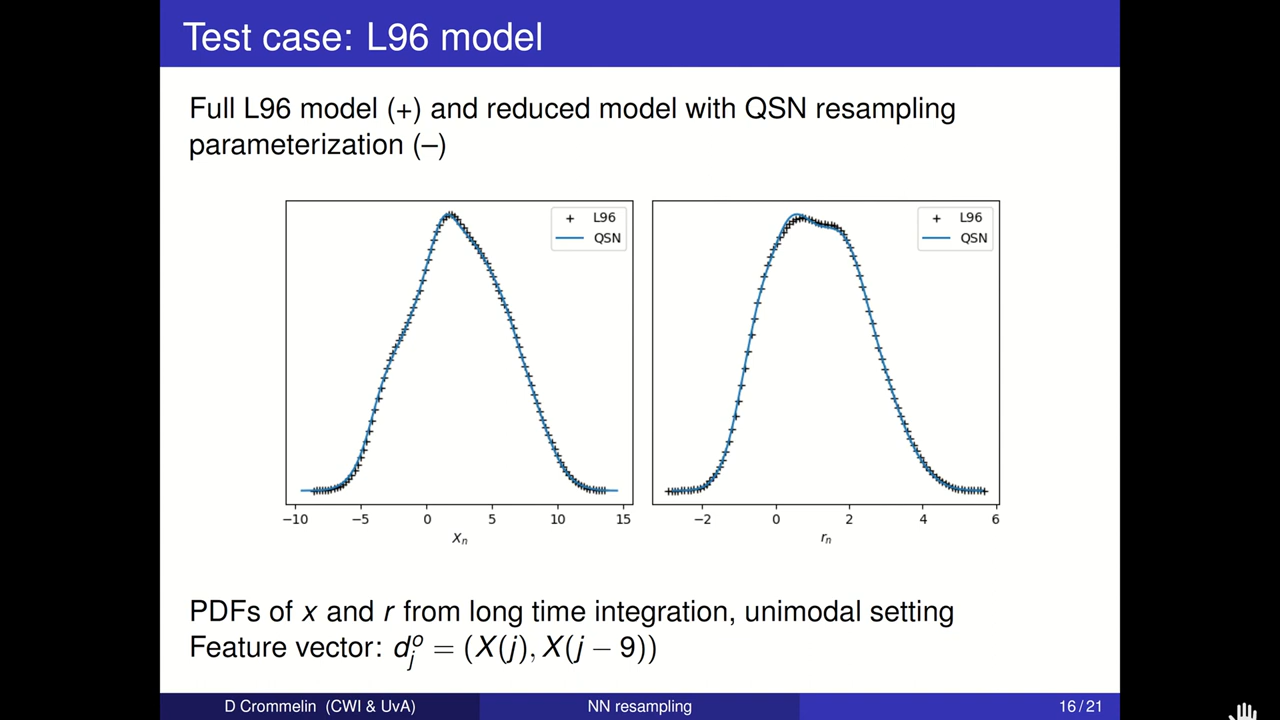 Test case: L96 model
Full L96 model (+) and reduced model with QSN resampling
parameterization (–)
L96
QSN
−10 −5 0 5 10 15
Xn
L96
QSN
−2 0 2 4 6
rn
PDFs of x and r from long time integration, unimodal setting
Feature vector: d_j^o = (X(j), X(j − 9))
D Crommelin (CWI & UvA) NN resampling 16 / 21